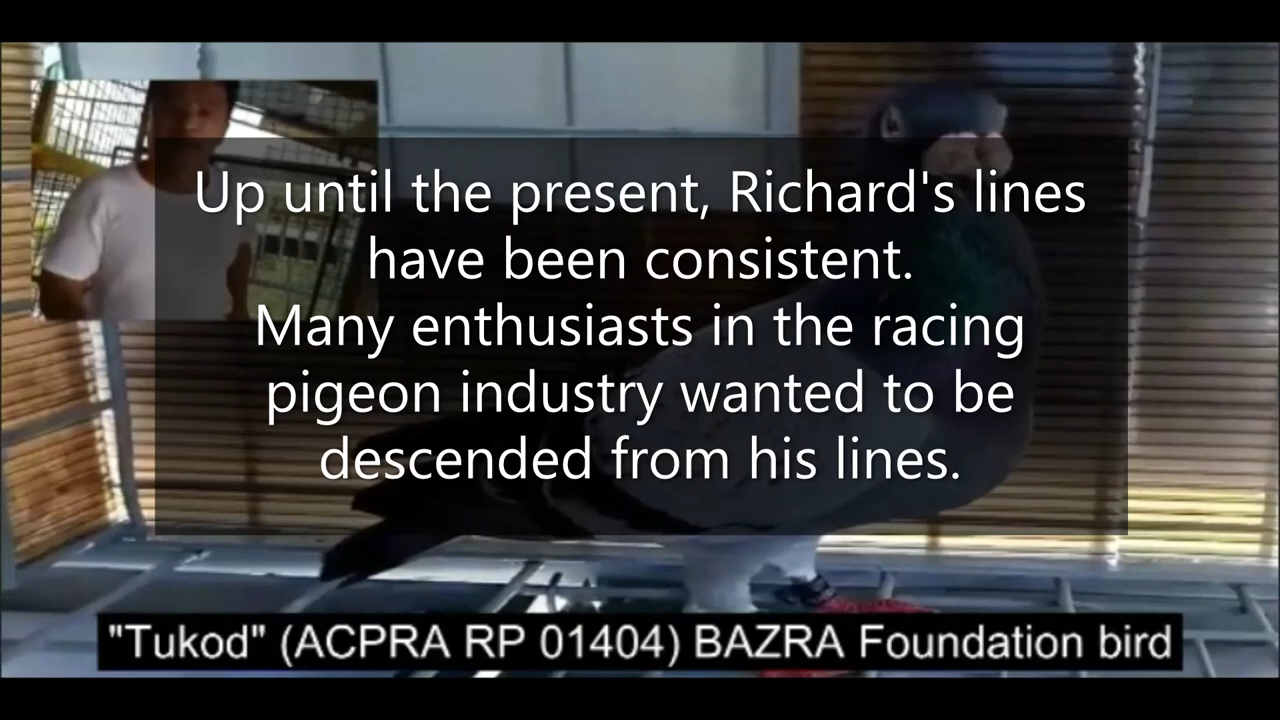 Up until the present, Richard's lines
have been consistent.
Many enthusiasts in the racing
pigeon industry wanted to be
descended from his lines.
"Tukod" (ACPRA RP 01404) BAZRA Foundation bird